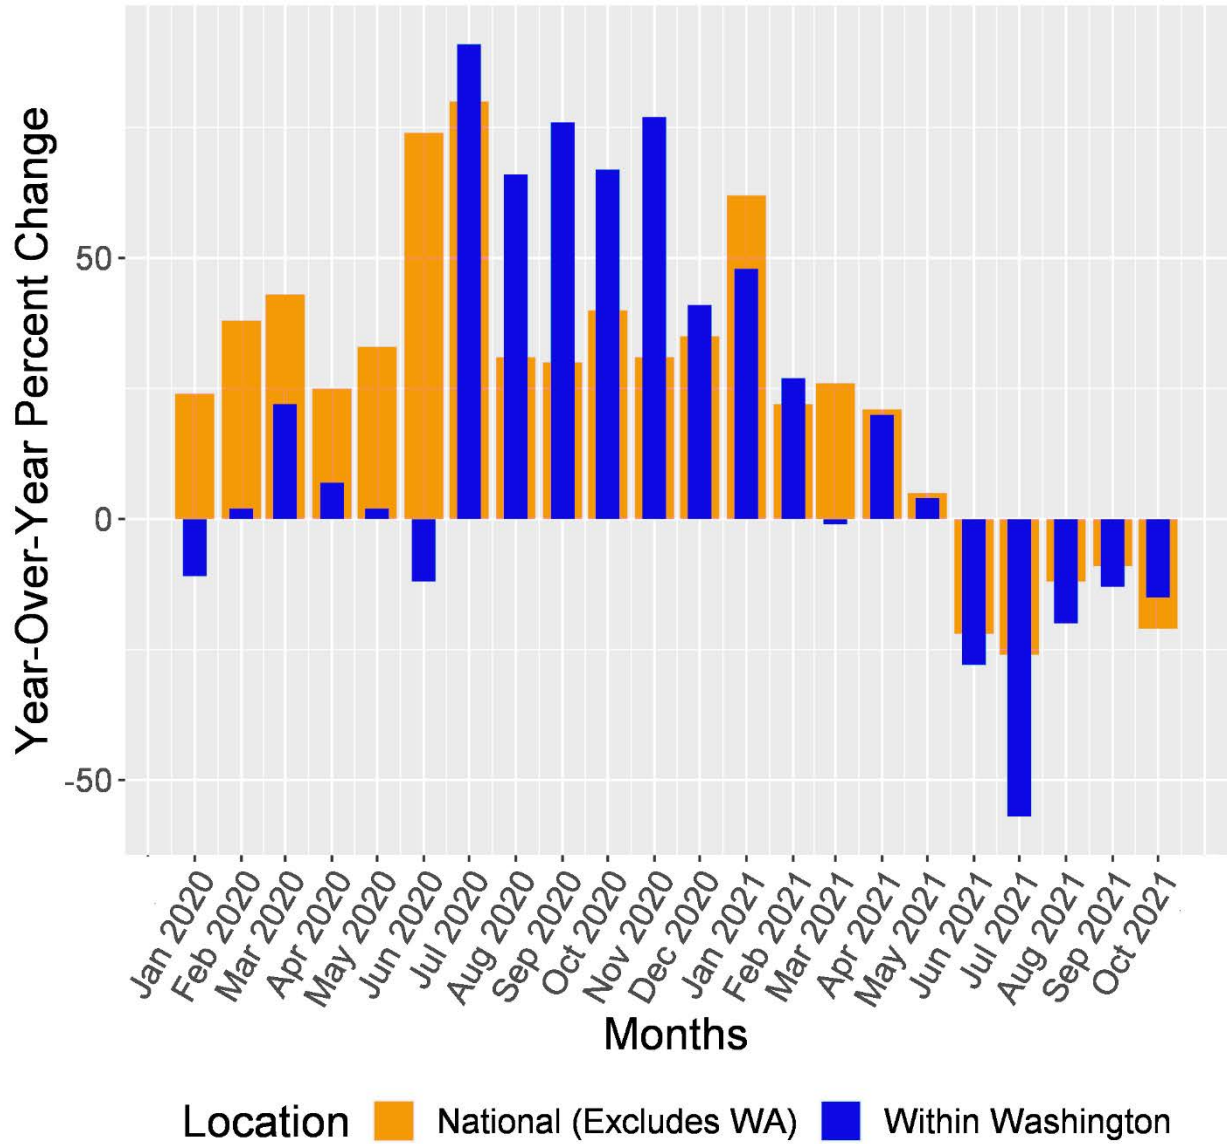 Year-Over-Year Percent Change
50
0
-50
Jan 2020
Feb 2020
Mar 2020
Apr 2020
May 2020
Jun 2020
Jul 2020
Aug 2020
Sep 2020
Oct 2020
Nov 2020
Dec 2020
Jan 2021
Feb 2021
Mar 2021
Apr 2021
May 2021
Jun 2021
Jul 2021
Aug 2021
Sep 2021
Oct 2021
Months
Location National (Excludes WA) Within Washington